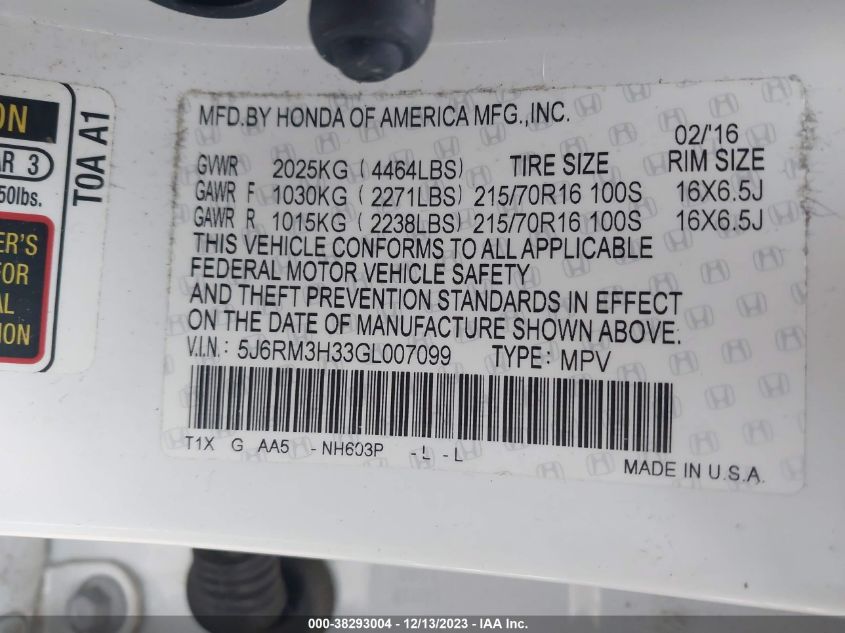 ON
AR 3
50lbs.
TOA A1
ER'S
FOR
AL
TION
MFD.BY HONDA OF AMERICA MFG.,INC.
02/'16
GVWR 2025KG (4464LBS) TIRE SIZE RIM SIZE
GAWR F 1030KG (2271LBS) 215/70R16 100S 16X6.5J
GAWR R 1015KG (2238LBS) 215/70R16 100S 16X6.5J
THIS VEHICLE CONFORMS TO ALL APPLICABLE
FEDERAL MOTOR VEHICLE SAFETY
AND THEFT PREVENTION STANDARDS IN EFFECT
ON THE DATE OF MANUFACTURE SHOWN ABOVE.
V.I.N.: 5J6RM3H33GL007099 TYPE: MPV
T1X G AA5 -NH603P -L -L
MADE IN U.S.A.
000-38293004 - 12/13/2023 - IAA Inc.